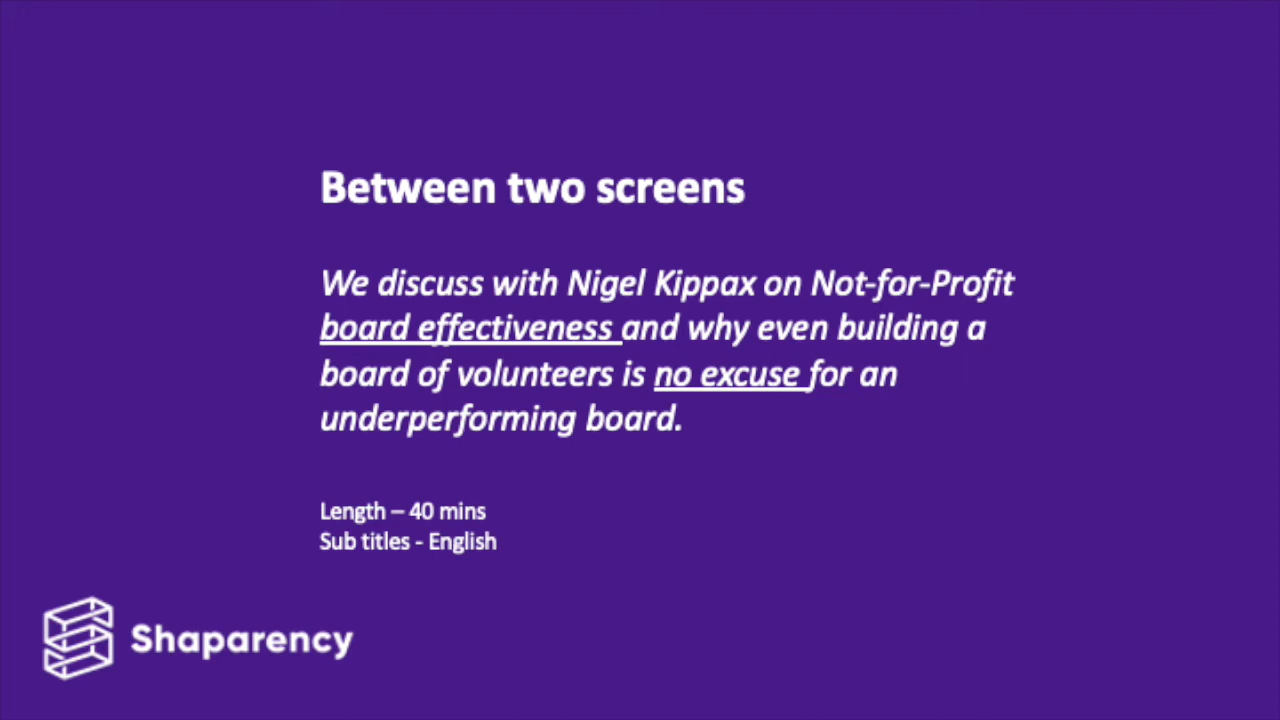 Between two screens
We discuss with Nigel Kippax on Not-for-Profit
board effectiveness and why even building a
board of volunteers is no excuse for an
underperforming board.
Length – 40 mins
Sub titles - English
Shaparency